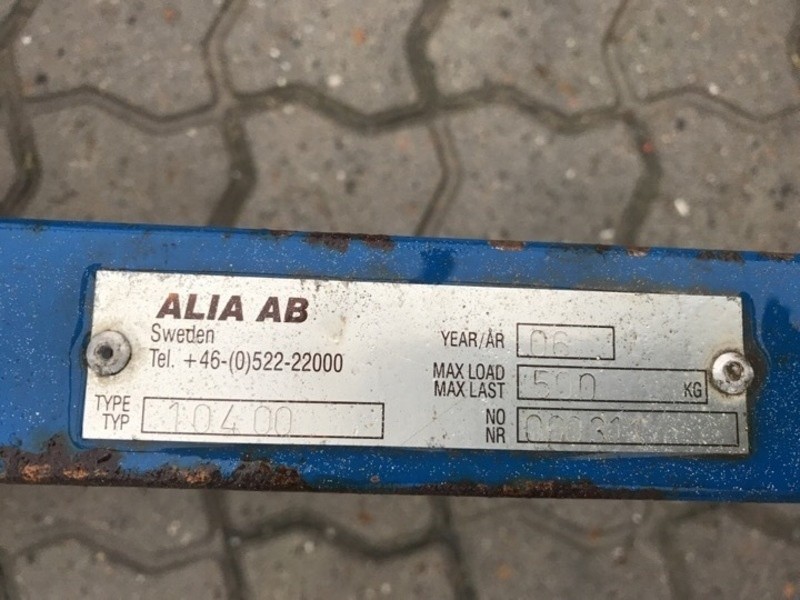 ALIA AB
Sweden
Tel. +46-(0)522-22000
TYPE
TYP
10400
YEAR/ÅR 06
MAX LOAD
MAX LAST
500 KG
NO
NR